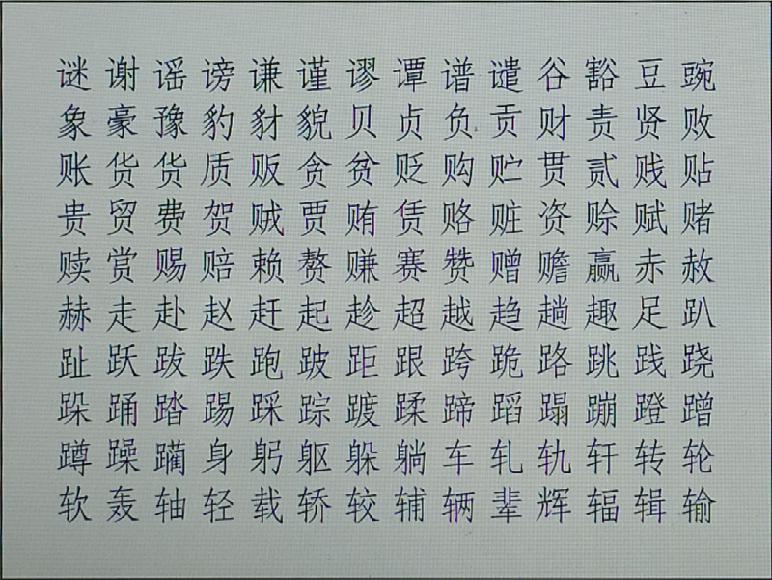 谜谢谣谤谦谨谬谭谱谴谷豁豆豌
象豪豫豹豺貌贝贞负贡财责贤败
账货货质贩贪贫贬购贮贯贰贱贴
贵贸费贺贼贾贿赁赂赃资赊赋赌
赎赏赐赔赖赘赚赛赞赠赡赢赤赦
赫走赴赵赶起趁超越趋趟趣足趴
趾跃跋跌跑跛距跟跨跪路跳践跷
跺踊踏踢踩踪踱蹂蹄蹈蹋蹦蹬蹭
蹲躁躏身躬躯躲躺车轧轨轩转轮
软轰轴轻载轿较辅辆辈辉辐辑输